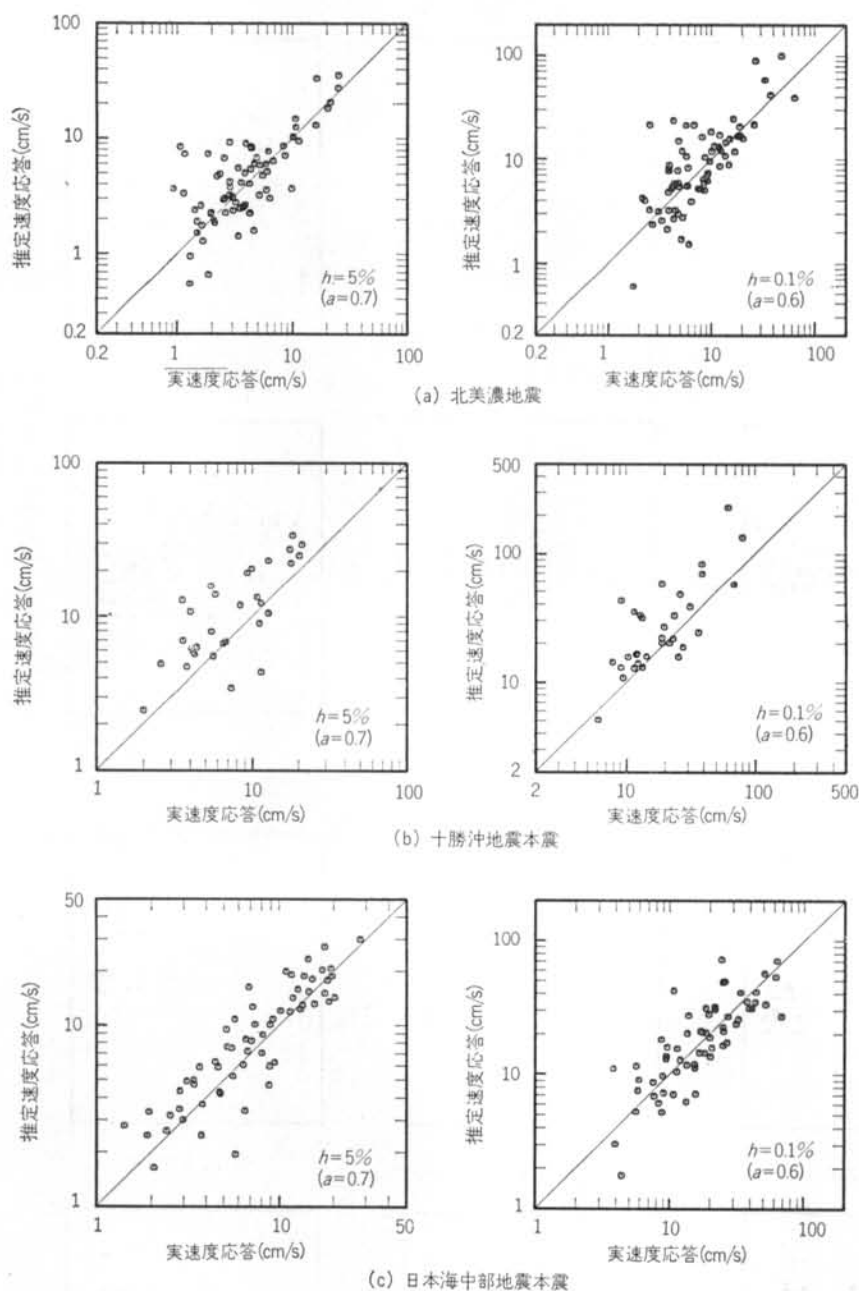 100
10
1
0.2
推定速度応答(cm/s)
h=5%
(a=0.7)
0.2 1 10 100
実速度応答(cm/s)
100
10
1
0.2
推定速度応答(cm/s)
h=0.1%
(a=0.6)
0.2 1 10 100
実速度応答(cm/s)
(a) 北美濃地震
100
10
1
推定速度応答(cm/s)
h=5%
(a=0.7)
1 10 100
実速度応答(cm/s)
500
100
10
2
推定速度応答(cm/s)
h=0.1%
(a=0.6)
2 10 100 500
実速度応答(cm/s)
(b) 十勝沖地震本震
50
10
1
推定速度応答(cm/s)
h=5%
(a=0.7)
1 10 50
実速度応答(cm/s)
100
10
1
推定速度応答(cm/s)
h=0.1%
(a=0.6)
1 10 100
実速度応答(cm/s)
(c) 日本海中部地震本震